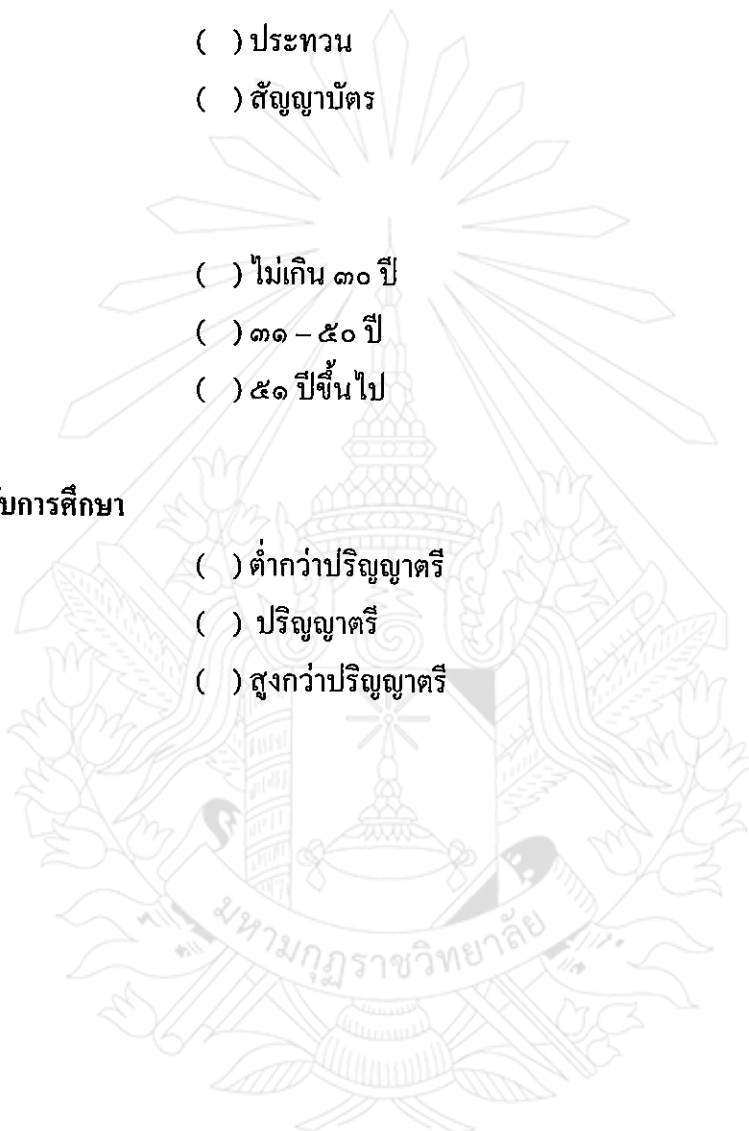 ( ) ประทวน
( ) สัญญาบัตร
( ) ไม่เกิน ๓๐ ปี
( ) ๓๑ – ๕๐ ปี
( ) ๕๑ ปีขึ้นไป
บการศึกษา
( ) ต่ำกว่าปริญญาตรี
( ) ปริญญาตรี
( ) สูงกว่าปริญญาตรี
มหามกุฏราชวิทยาลัย